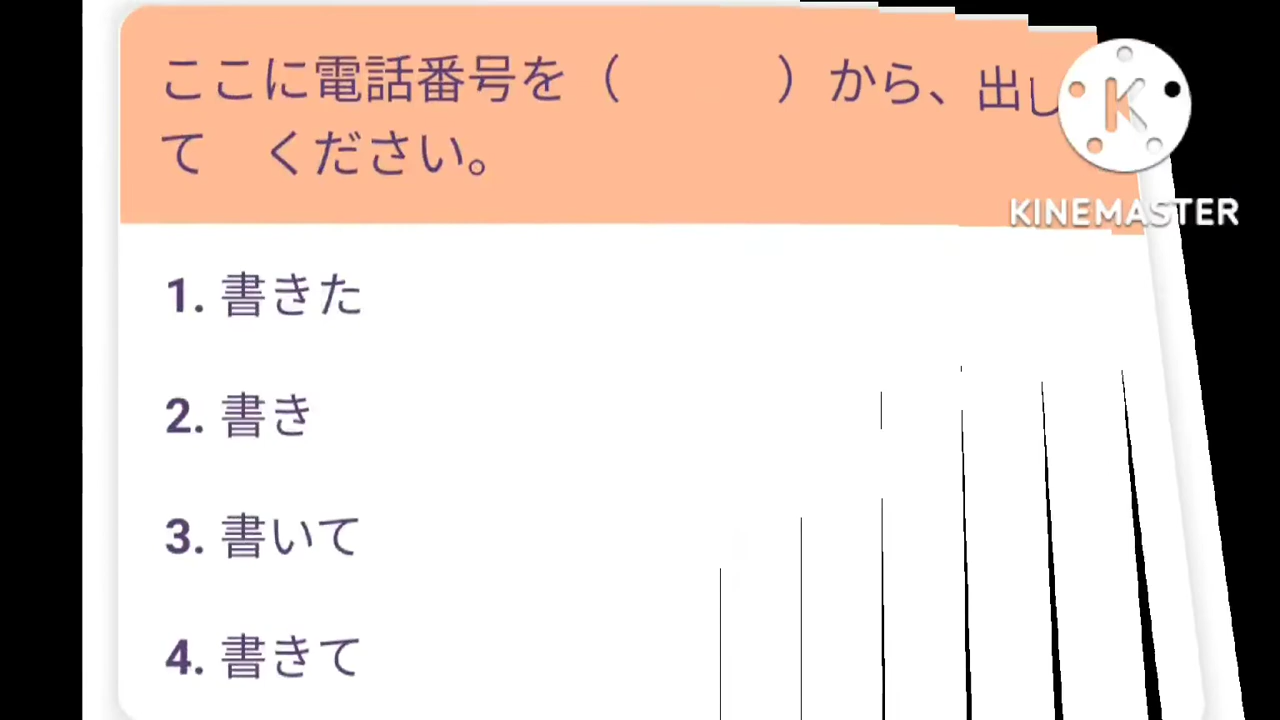 ここに電話番号を（　　　）から、出し
て　ください。
KINEMASTER
1. 書きた
2. 書き
3. 書いて
4. 書きて